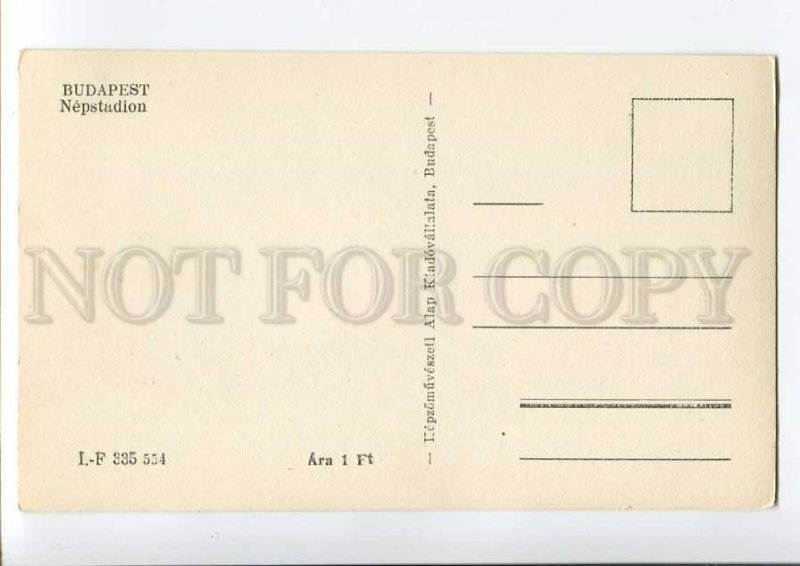 BUDAPEST
Népstadion
— Képzőművészeti Alap Kiadóvállalata, Budapest —
NOT FOR COPY
I.-F 335 554
Ára 1 Ft